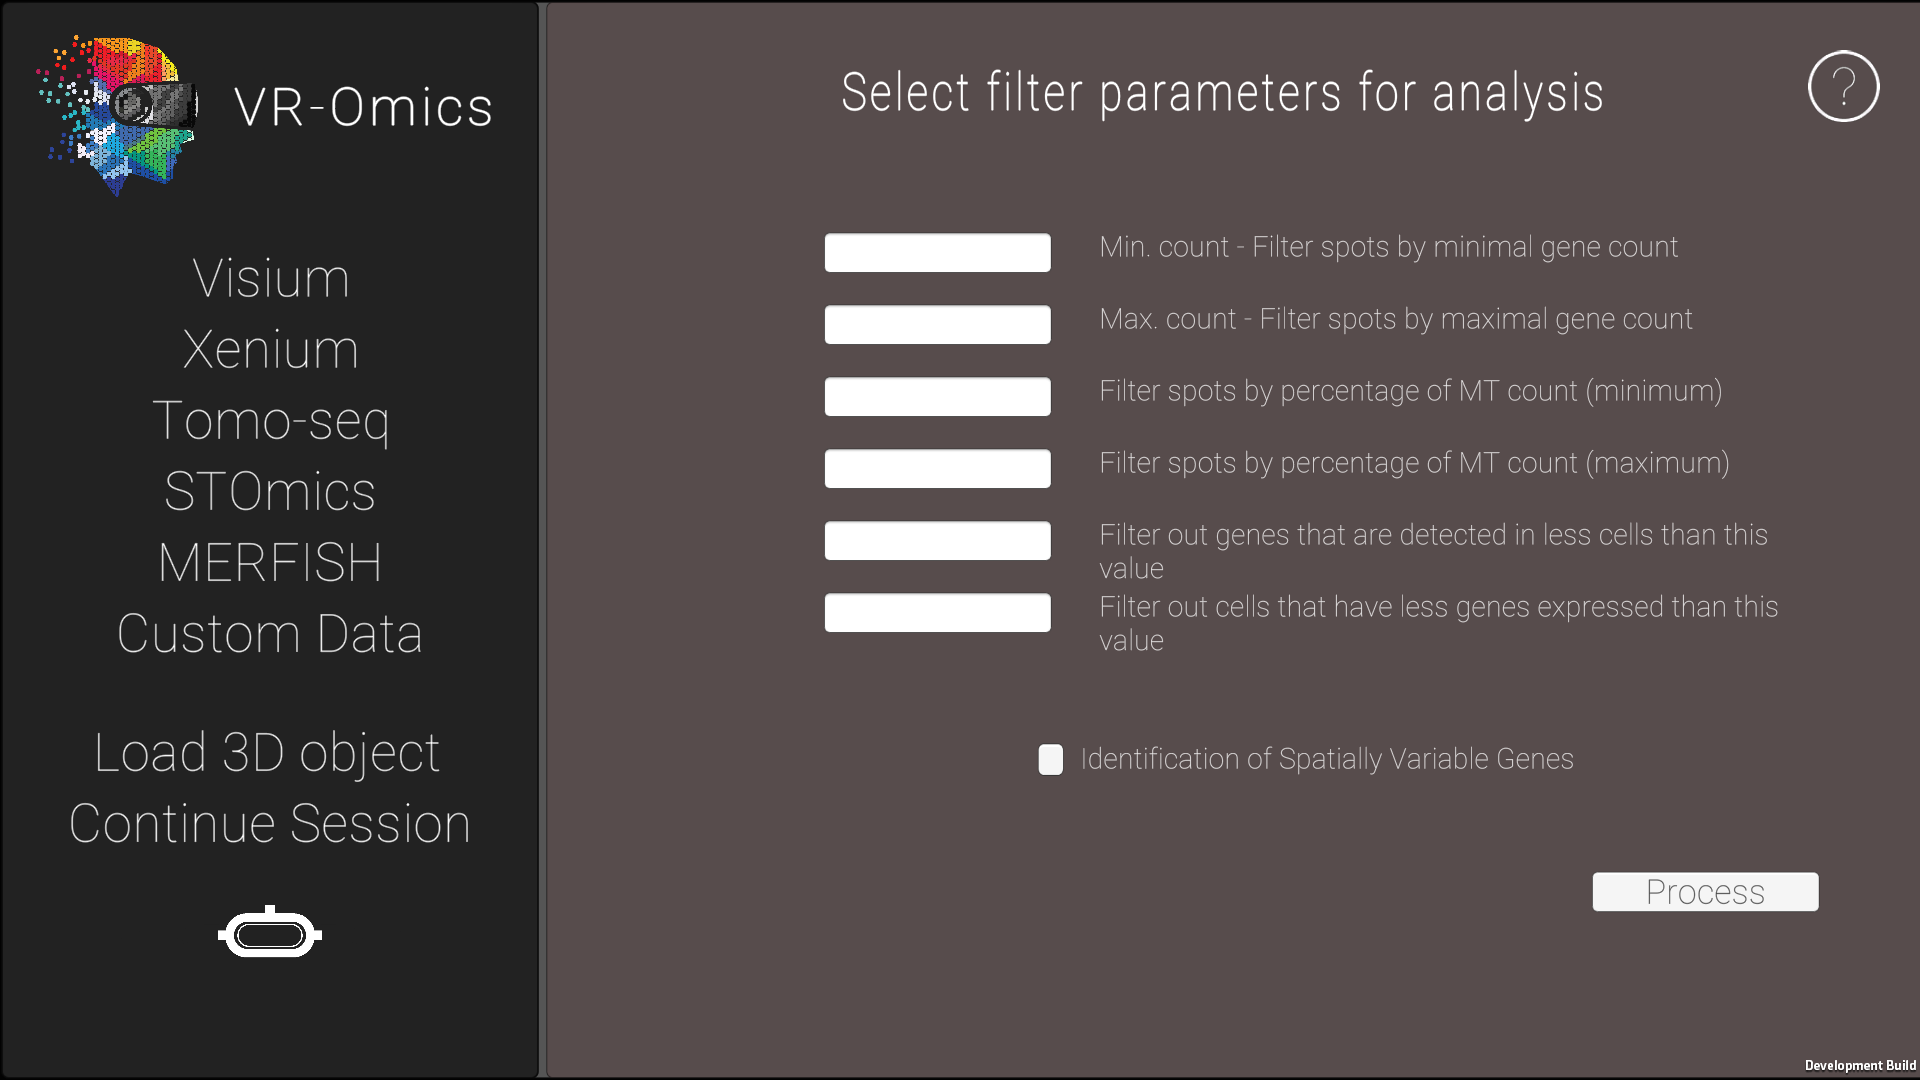 VR-Omics
Visium
Xenium
Tomo-seq
STOmics
MERFISH
Custom Data
Load 3D object
Continue Session
Select filter parameters for analysis
?
Min. count - Filter spots by minimal gene count
Max. count - Filter spots by maximal gene count
Filter spots by percentage of MT count (minimum)
Filter spots by percentage of MT count (maximum)
Filter out genes that are detected in less cells than this
value
Filter out cells that have less genes expressed than this
value
Identification of Spatially Variable Genes
Process
Development Build